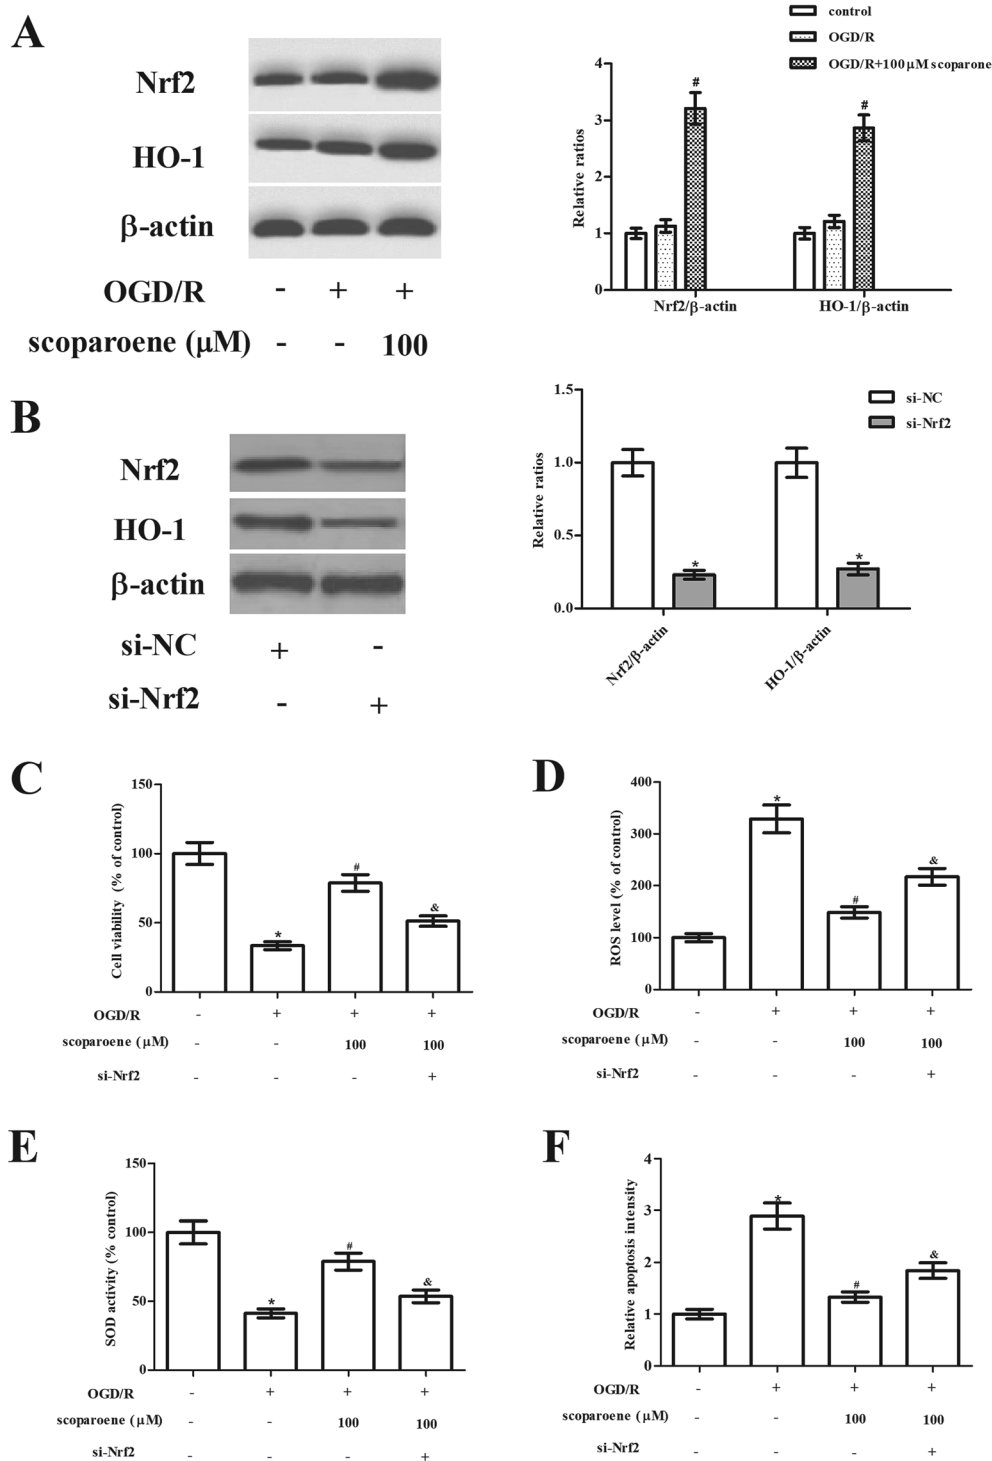 A
Nrf2
HO-1
β-actin
OGD/R - + +
scoparoene (μM) - - 100
control
OGD/R
OGD/R+100μM scoparone
Relative ratios
4
3
2
1
0
#
#
Nrf2/β-actin HO-1/β-actin
B
Nrf2
HO-1
β-actin
si-NC + -
si-Nrf2 - +
si-NC
si-Nrf2
Relative ratios
1.5
1.0
0.5
0.0
*
*
Nrf2/β-actin
HO-1/β-actin
C
Cell viability (% of control)
150
100
50
0
*
#
&
OGD/R - + + +
scoparoene (μM) - - 100 100
si-Nrf2 - - - +
D
ROS level (% of control)
400
300
200
100
0
*
#
&
OGD/R - + + +
scoparoene (μM) - - 100 100
si-Nrf2 - - - +
E
SOD activity (% control)
150
100
50
0
*
#
&
OGD/R - + + +
scoparoene (μM) - - 100 100
si-Nrf2 - - - +
F
Relative apoptosis intensity
4
3
2
1
0
*
#
&
OGD/R - + + +
scoparoene (μM) - - 100 100
si-Nrf2 - - - +